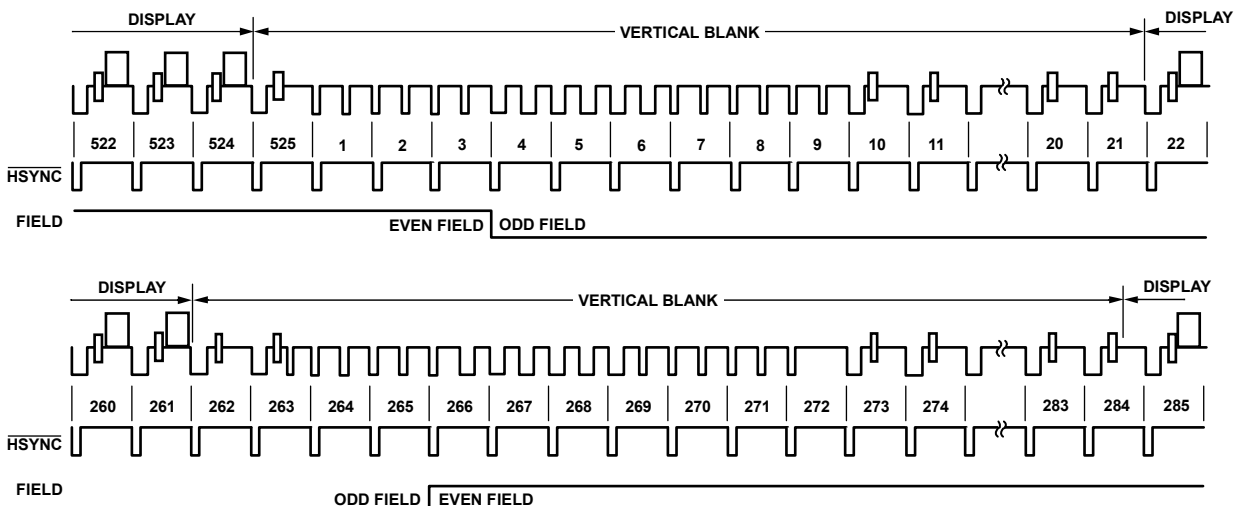 DISPLAY DISPLAY
VERTICAL BLANK
522 523 524 525 1 2 3 4 5 6 7 8 9 10 11 20 21 22
HSYNC
FIELD EVEN FIELD ODD FIELD
DISPLAY DISPLAY
VERTICAL BLANK
260 261 262 263 264 265 266 267 268 269 270 271 272 273 274 283 284 285
HSYNC
FIELD
ODD FIELD EVEN FIELD